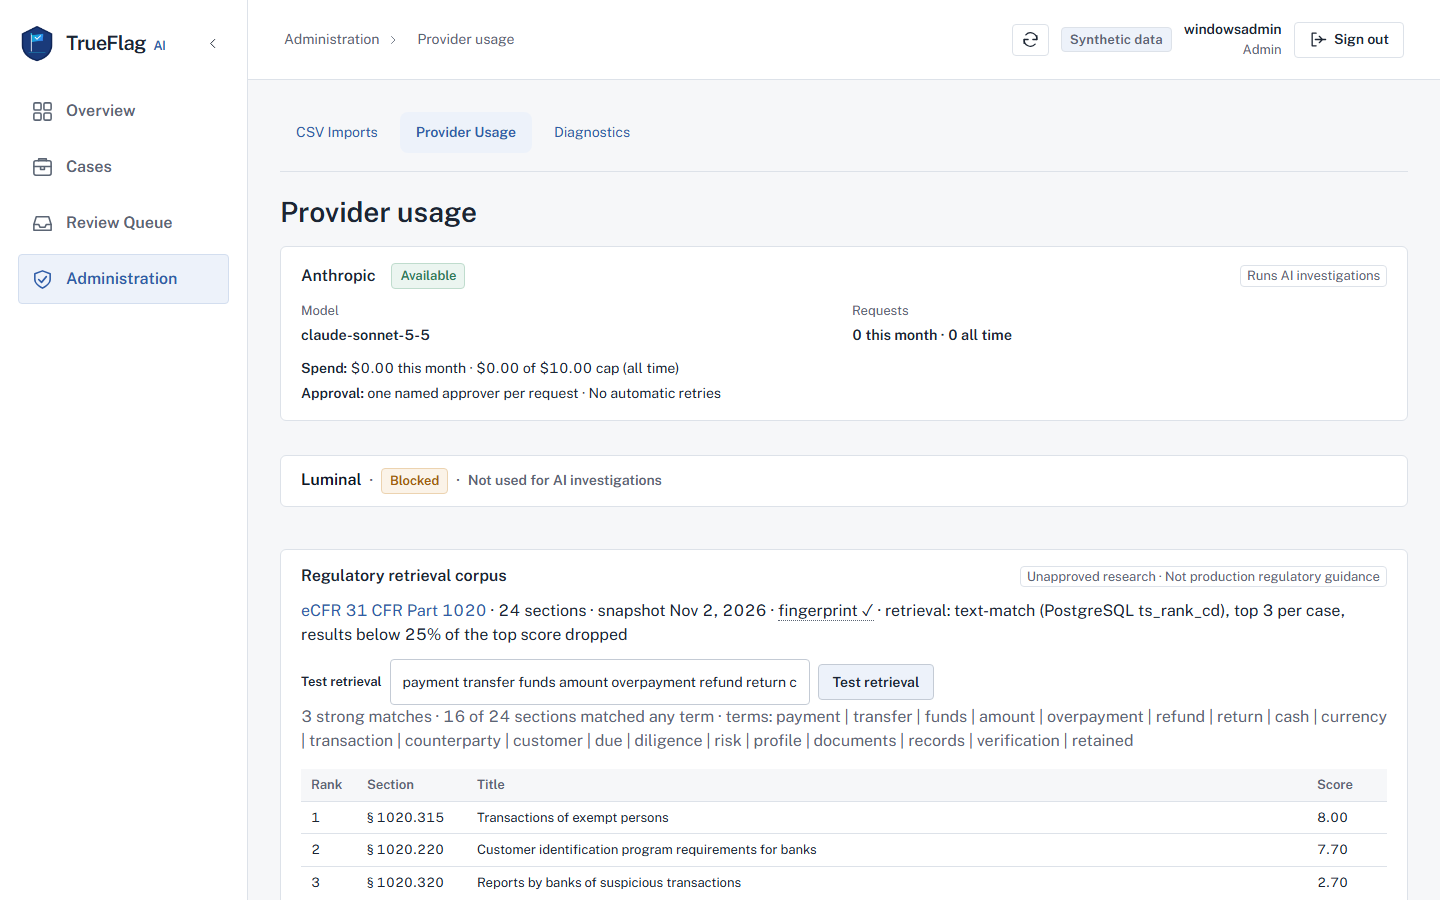 TrueFlag AI
Administration > Provider usage
Synthetic data
windowsadmin
Admin
Sign out
Overview
Cases
Review Queue
Administration
CSV Imports
Provider Usage
Diagnostics
Provider usage
Anthropic
Available
Runs AI investigations
Model
Requests
claude-sonnet-5-5
0 this month · 0 all time
Spend: $0.00 this month · $0.00 of $10.00 cap (all time)
Approval: one named approver per request · No automatic retries
Luminal · Blocked · Not used for AI investigations
Regulatory retrieval corpus
Unapproved research · Not production regulatory guidance
eCFR 31 CFR Part 1020 · 24 sections · snapshot Nov 2, 2026 · fingerprint ✓ · retrieval: text-match (PostgreSQL ts_rank_cd), top 3 per case,
results below 25% of the top score dropped
Test retrieval
payment transfer funds amount overpayment refund return c
Test retrieval
3 strong matches · 16 of 24 sections matched any term · terms: payment | transfer | funds | amount | overpayment | refund | return | cash | currency
| transaction | counterparty | customer | due | diligence | risk | profile | documents | records | verification | retained
Rank Section Title Score
1 § 1020.315 Transactions of exempt persons 8.00
2 § 1020.220 Customer identification program requirements for banks 7.70
3 § 1020.320 Reports by banks of suspicious transactions 2.70